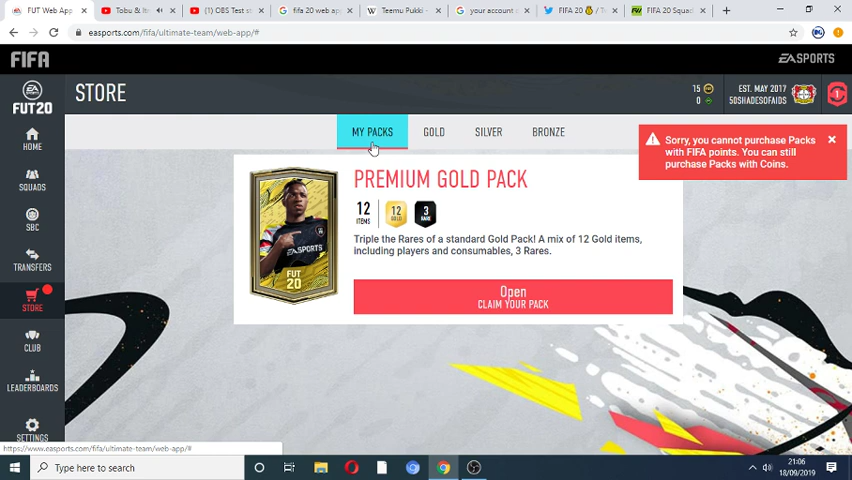 FUT Web App
Tobu & Itr
(1) OBS Test st
fifa 20 web app
Teemu Pukki -
your account
FIFA 20 🥇 / T
FIFA 20 Squad
easports.com/fifa/ultimate-team/web-app/#
FIFA
EA SPORTS
FUT20
STORE
15
0
EST. MAY 2017
50SHADESOFAIDS
1
HOME
SQUADS
SBC
TRANSFERS
STORE
CLUB
LEADERBOARDS
SETTINGS
MY PACKS
GOLD
SILVER
BRONZE
Sorry, you cannot purchase Packs
with FIFA points. You can still
purchase Packs with Coins.
PREMIUM GOLD PACK
12
ITEMS
12
GOLD
3
RARE
Triple the Rares of a standard Gold Pack! A mix of 12 Gold items,
including players and consumables, 3 Rares.
EA SPORTS
FUT
20
Open
CLAIM YOUR PACK
https://www.easports.com/fifa/ultimate-team/web-app/#
Type here to search
21:06
18/09/2019